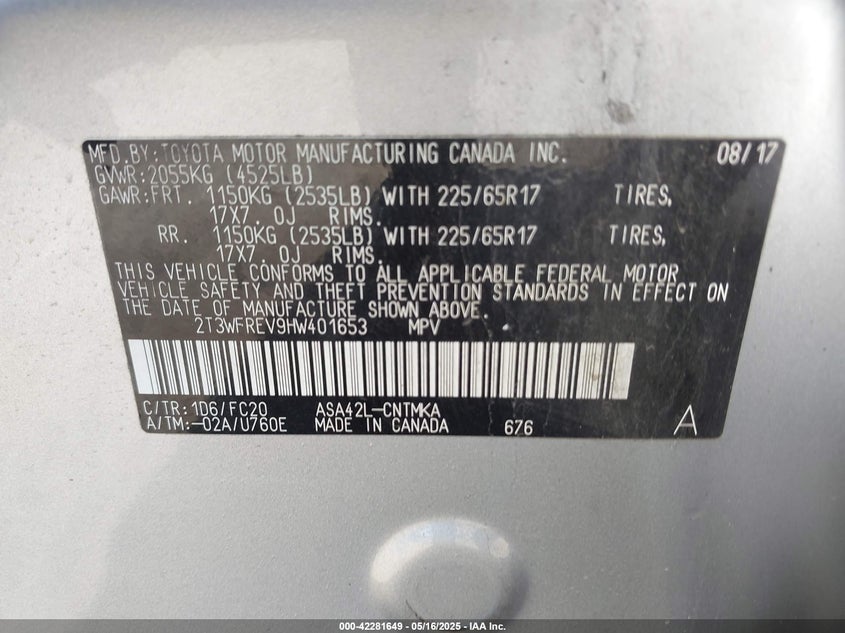 MFD.BY:TOYOTA MOTOR MANUFACTURING CANADA INC. 08/17
GVWR:2055KG (4525LB)
GAWR:FRT. 1150KG (2535LB) WITH 225/65R17 TIRES,
17X7.0J RIMS.
RR. 1150KG (2535LB) WITH 225/65R17 TIRES,
17X7.0J RIMS.
THIS VEHICLE CONFORMS TO ALL APPLICABLE FEDERAL MOTOR
VEHICLE SAFETY AND THEFT PREVENTION STANDARDS IN EFFECT ON
THE DATE OF MANUFACTURE SHOWN ABOVE.
2T3WFREV9HW401653 MPV
C/TR:1D6/FC20 ASA42L-CNTMKA
A/TM:-02A/U760E MADE IN CANADA 676 A
000-42281649 - 05/16/2025 - IAA Inc.